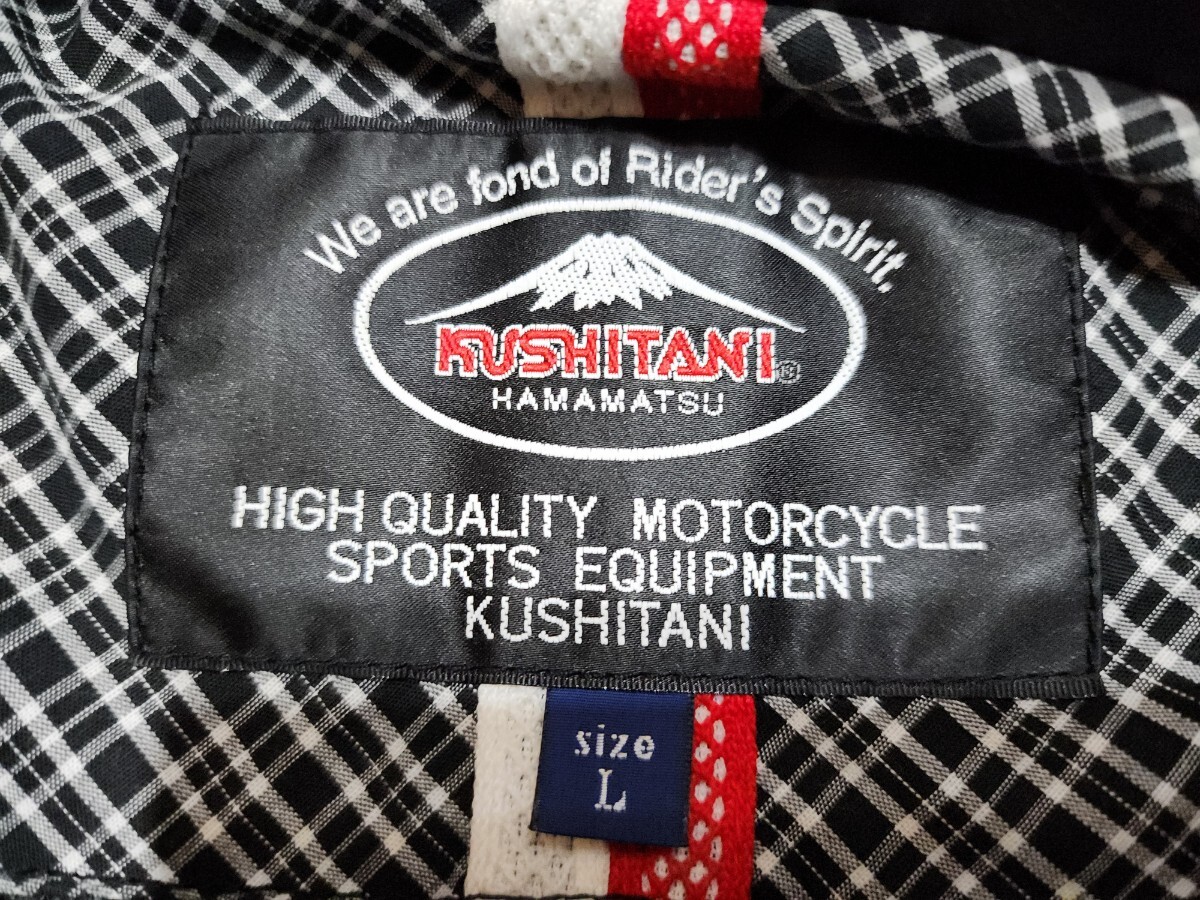 We are fond of Rider's Spirit.
KUSHITANI®
HAMAMATSU
HIGH QUALITY MOTORCYCLE
SPORTS EQUIPMENT
KUSHITANI
size
L